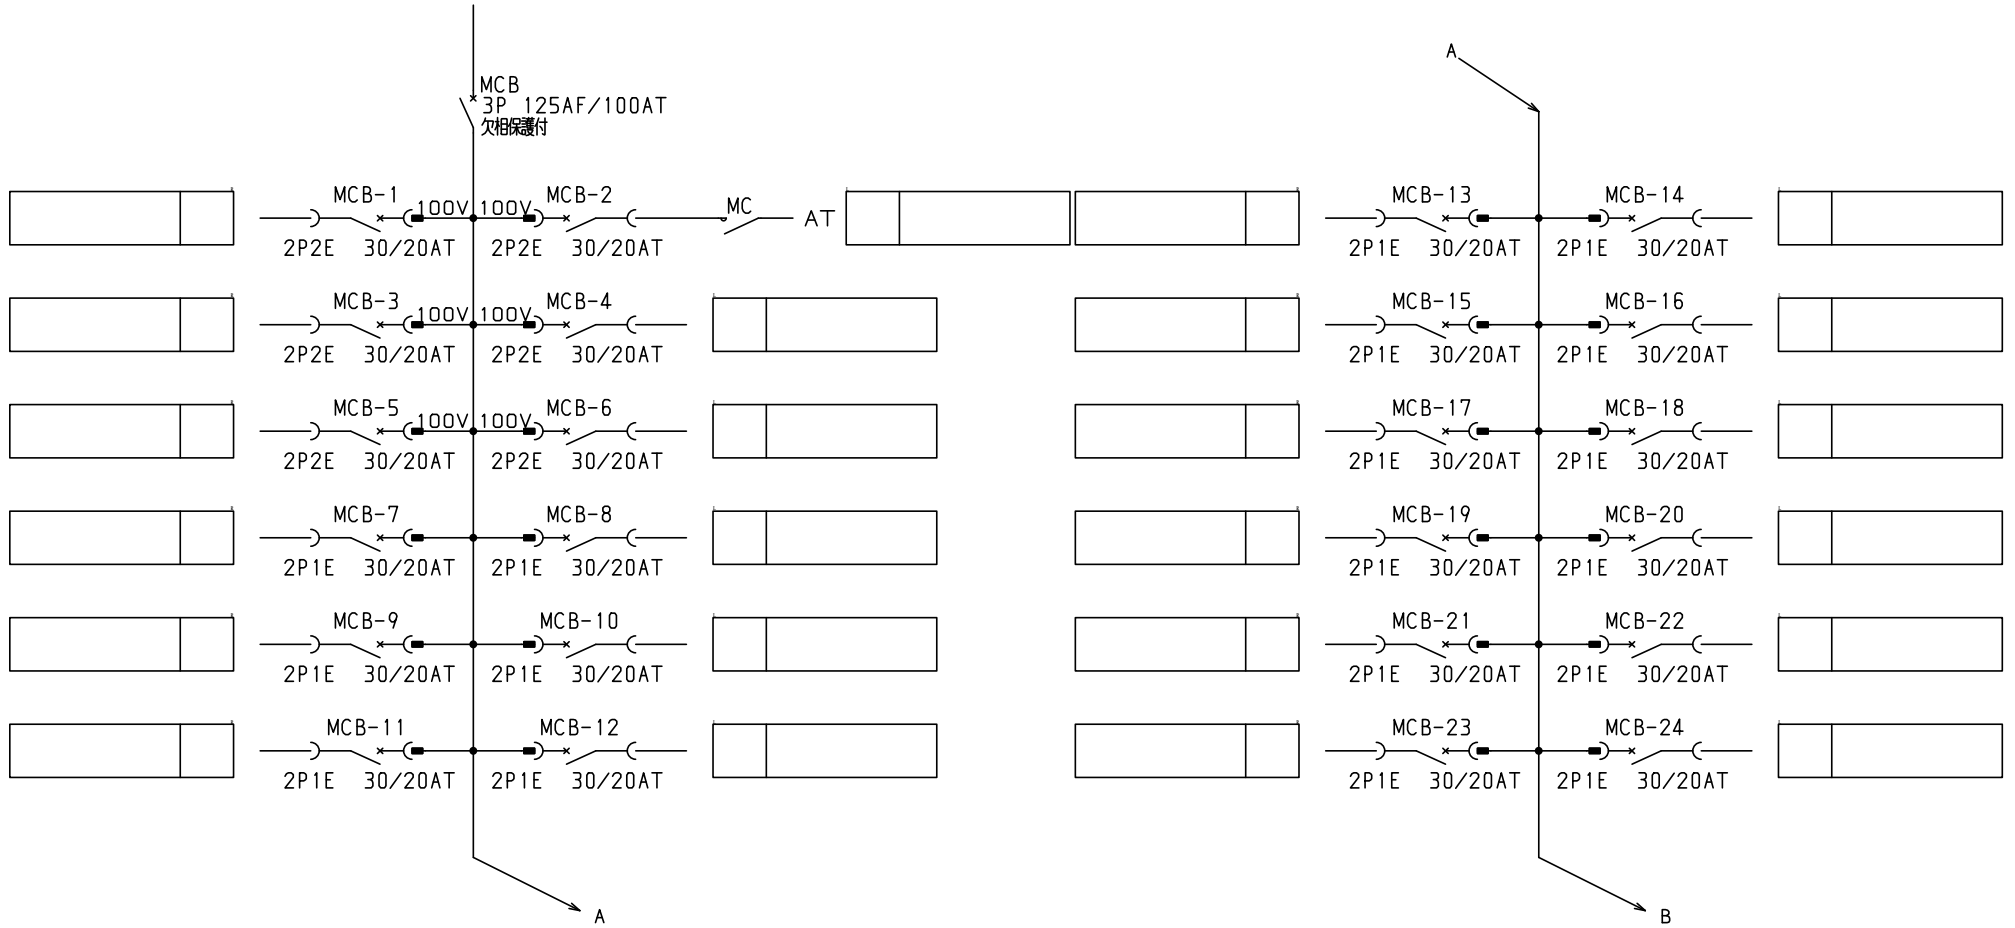 MCB
3P 125AF/100AT
欠相保護付
MCB-1 100V 100V MCB-2 MC AT
2P2E 30/20AT 2P2E 30/20AT
MCB-3 100V 100V MCB-4
2P2E 30/20AT 2P2E 30/20AT
MCB-5 100V 100V MCB-6
2P2E 30/20AT 2P2E 30/20AT
MCB-7 MCB-8
2P1E 30/20AT 2P1E 30/20AT
MCB-9 MCB-10
2P1E 30/20AT 2P1E 30/20AT
MCB-11 MCB-12
2P1E 30/20AT 2P1E 30/20AT
A
A
MCB-13 MCB-14
2P1E 30/20AT 2P1E 30/20AT
MCB-15 MCB-16
2P1E 30/20AT 2P1E 30/20AT
MCB-17 MCB-18
2P1E 30/20AT 2P1E 30/20AT
MCB-19 MCB-20
2P1E 30/20AT 2P1E 30/20AT
MCB-21 MCB-22
2P1E 30/20AT 2P1E 30/20AT
MCB-23 MCB-24
2P1E 30/20AT 2P1E 30/20AT
B